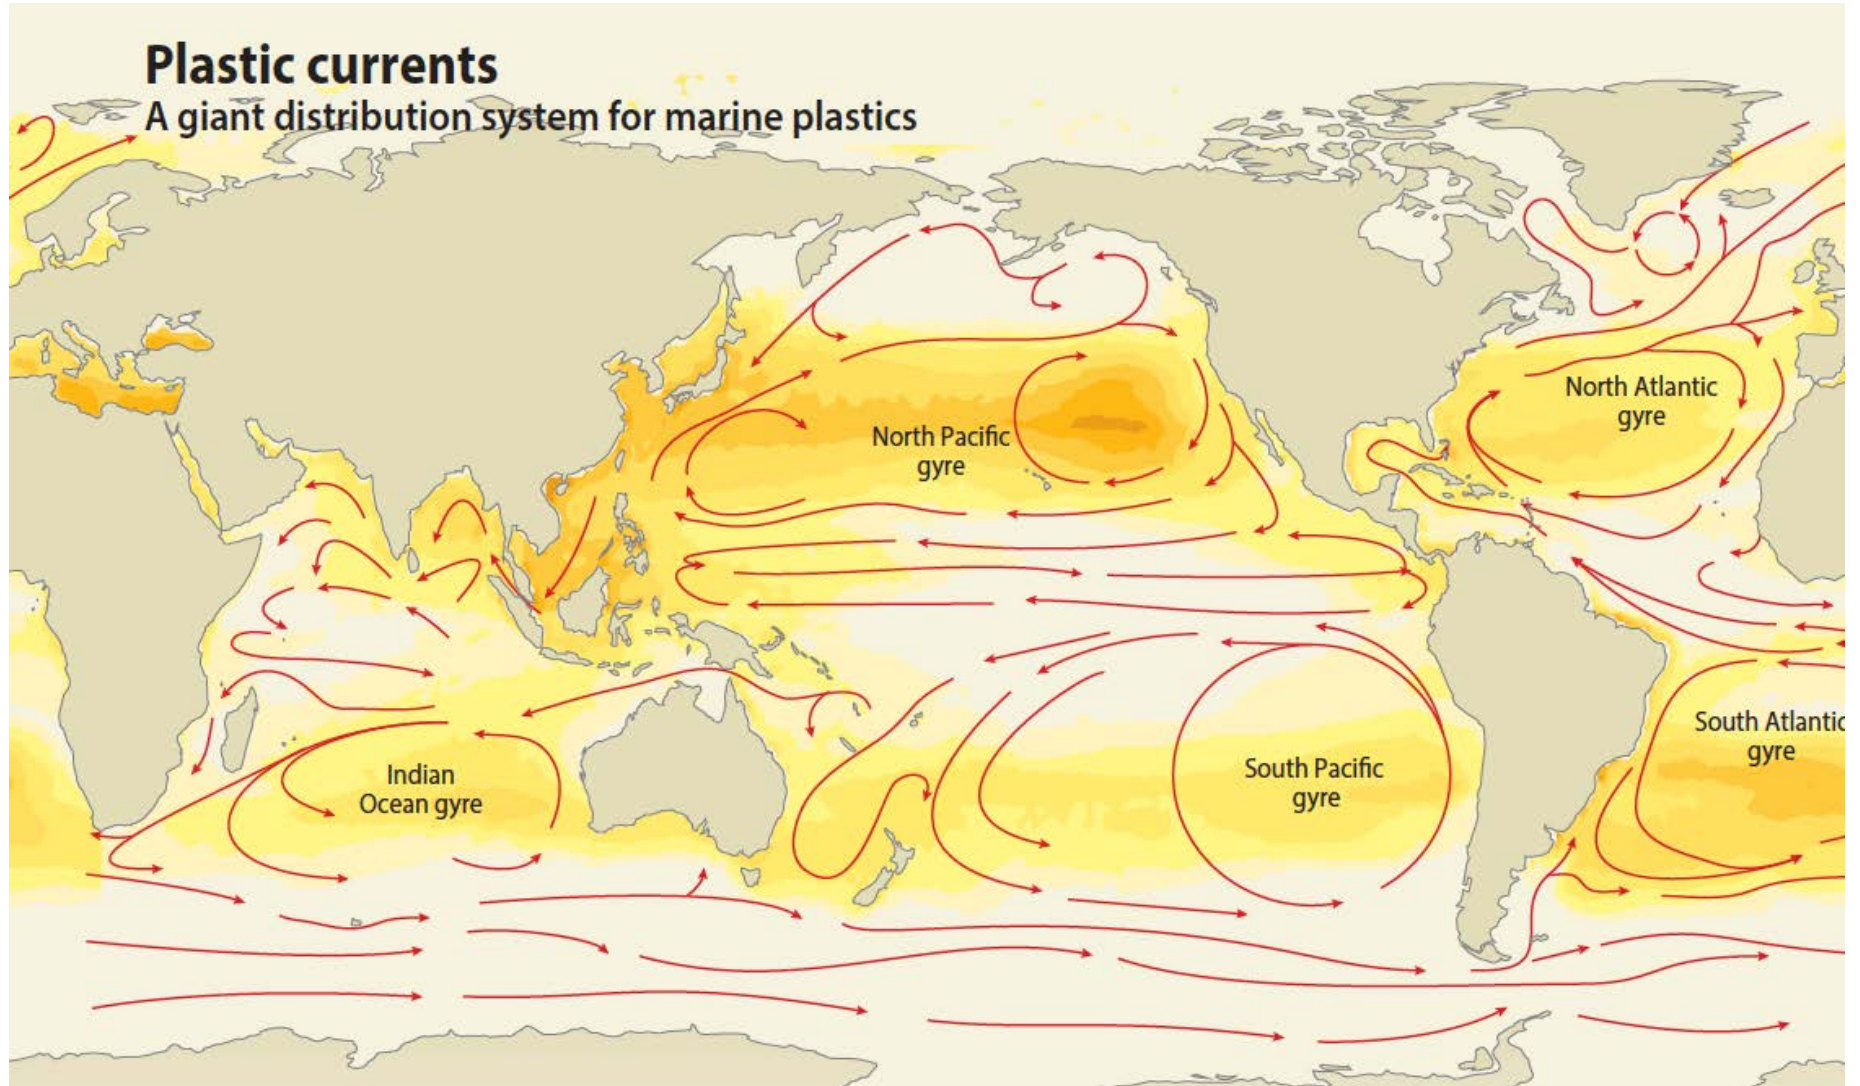 Plastic currents
A giant distribution system for marine plastics
North Atlantic
gyre
North Pacific
gyre
South Atlantic
gyre
Indian
Ocean gyre
South Pacific
gyre